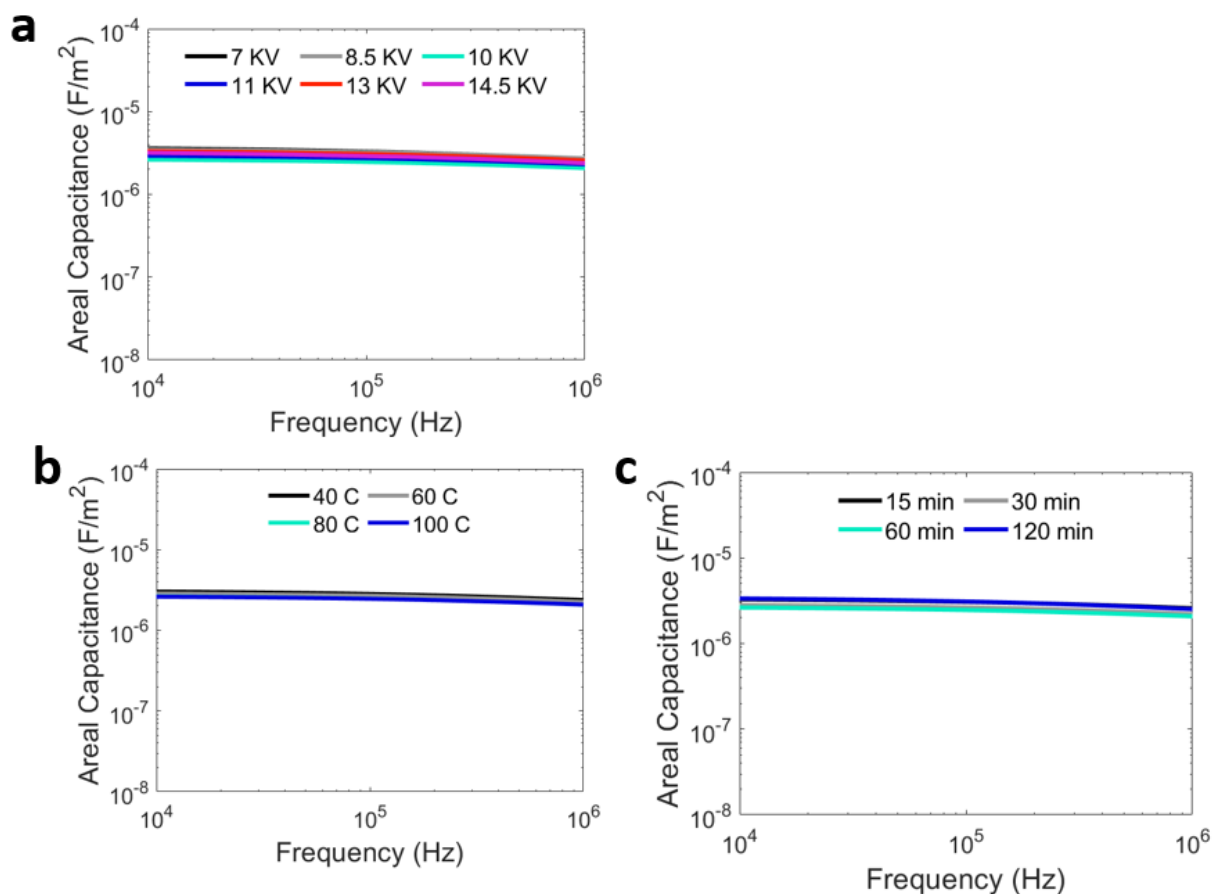 a
10^-4
7 KV 8.5 KV 10 KV
11 KV 13 KV 14.5 KV
10^-5
10^-6
10^-7
10^-8
Areal Capacitance (F/m^2)
10^4 10^5 10^6
Frequency (Hz)
b
10^-4
40 C 60 C
80 C 100 C
10^-5
10^-6
10^-7
10^-8
Areal Capacitance (F/m^2)
10^4 10^5 10^6
Frequency (Hz)
c
10^-4
15 min 30 min
60 min 120 min
10^-5
10^-6
10^-7
10^-8
Areal Capacitance (F/m^2)
10^4 10^5 10^6
Frequency (Hz)